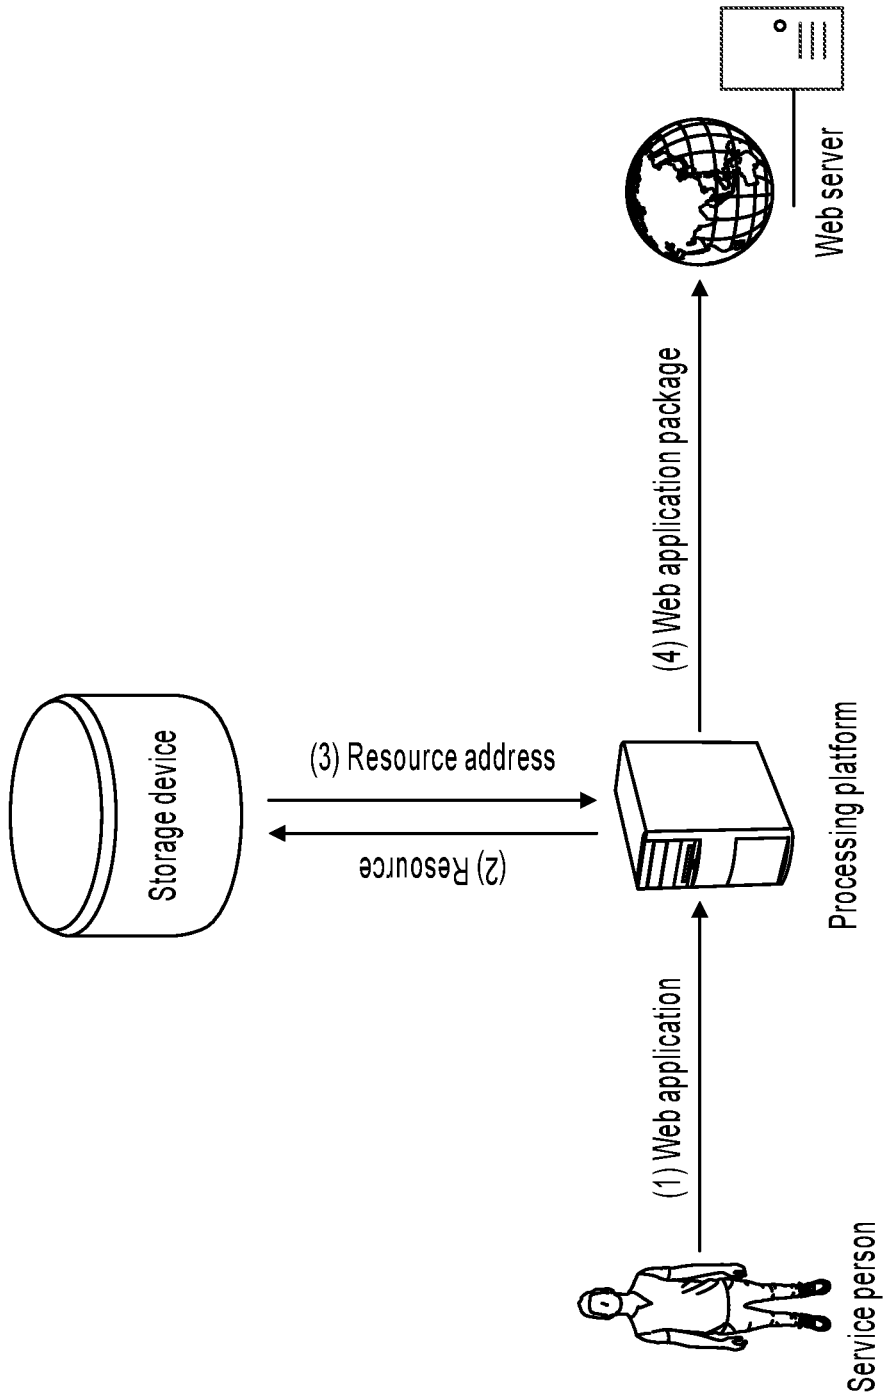 Storage device
(3) Resource address
(2) Resource
(1) Web application
(4) Web application package
Service person
Processing platform
Web server